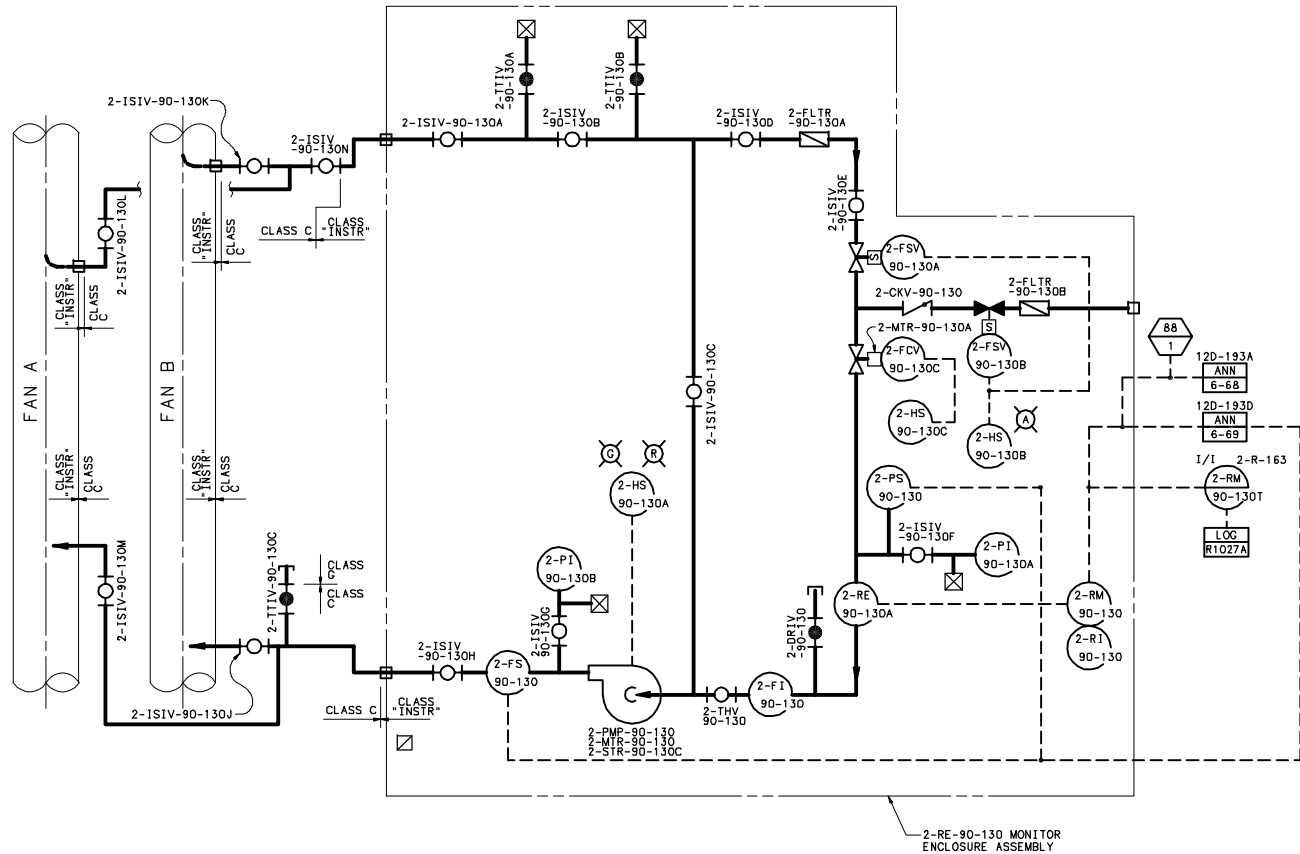 2-ISIV-90-130K
2-ISIV
-90-130N
2-ISIV-90-130A
2-TTIV
-90-130A
2-ISIV
-90-130B
2-TTIV
-90-130B
2-ISIV
-90-130D
2-FLTR
-90-130A
2-ISIV
-90-130E
2-ISIV-90-130L
CLASS
"INSTR"
CLASS
C
CLASS
"INSTR"
CLASS
C
CLASS C
CLASS
"INSTR"
S
2-FSV
90-130A
2-CKV-90-130
2-FLTR
-90-130B
S
2-FSV
90-130B
2-MTR-90-130A
2-FCV
90-130C
2-HS
90-130C
2-HS
90-130B
A
88
1
12D-193A
ANN
6-68
12D-193D
ANN
6-69
I/I
2-R-163
2-RM
90-130T
LOG
R1027A
FAN A
FAN B
2-ISIV-90-130C
G
R
2-HS
90-130A
2-PS
90-130
2-ISIV
-90-130F
2-PI
90-130A
CLASS
"INSTR"
CLASS
C
CLASS
"INSTR"
CLASS
C
2-ISIV-90-130M
2-TTIV-90-130C
CLASS
G
CLASS
C
2-PI
90-130B
2-ISIV
90-130G
2-RE
90-130A
2-RM
90-130
2-RI
90-130
2-DRIV
-90-130
2-ISIV
-90-130H
2-FS
90-130
2-FI
90-130
2-THV
90-130
2-ISIV-90-130J
CLASS C
CLASS
"INSTR"
2-PMP-90-130
2-MTR-90-130
2-STR-90-130C
2-RE-90-130 MONITOR
ENCLOSURE ASSEMBLY